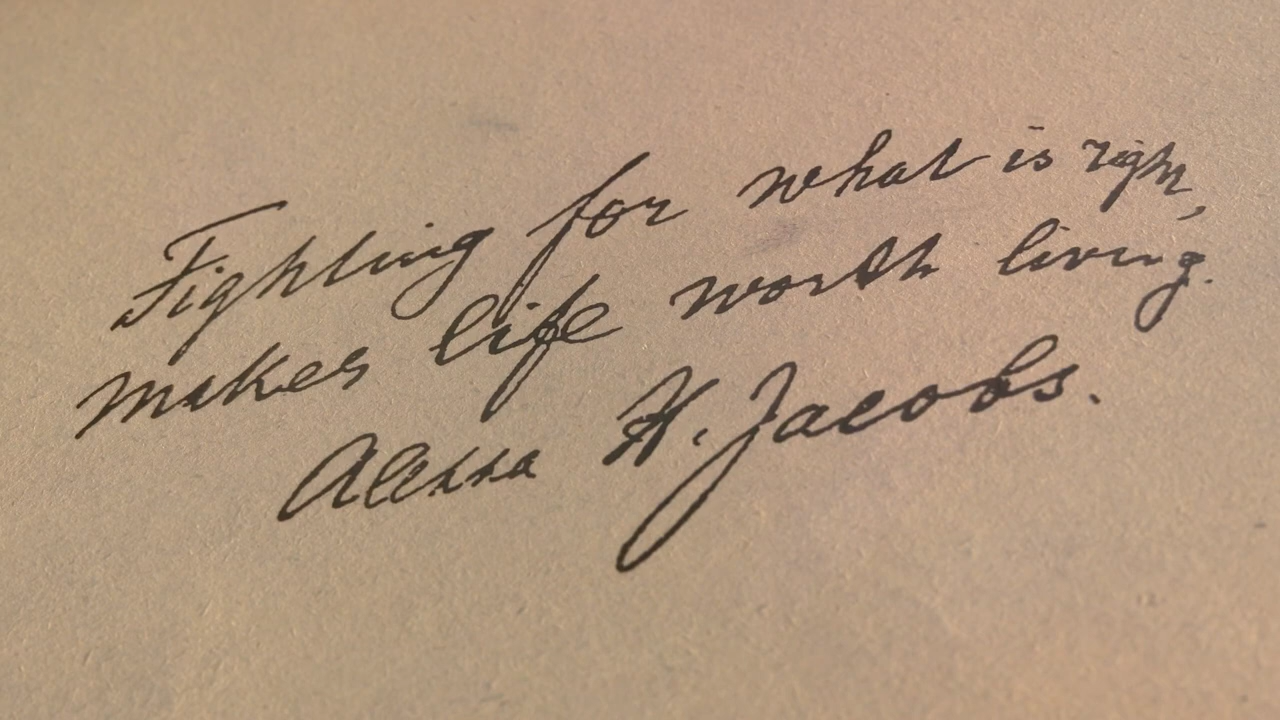 Fighting for what is right,
makes life worth living.
Aletta H. Jacobs.